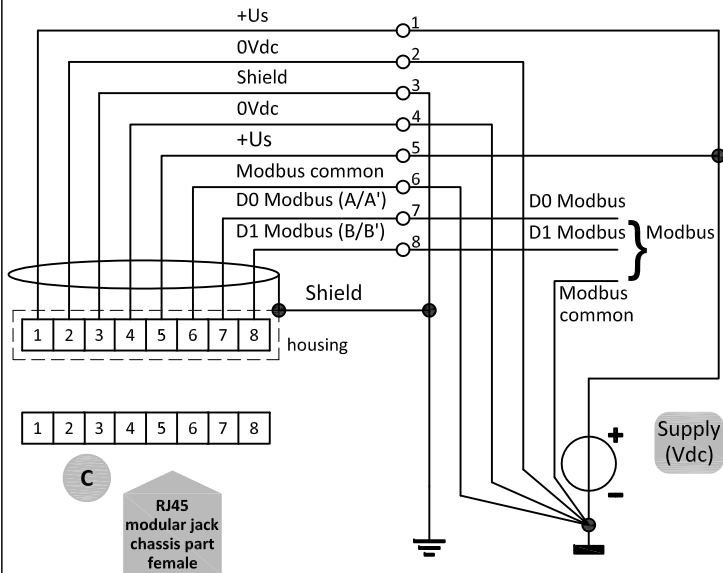 +Us
1
0Vdc
2
Shield
3
0Vdc
4
+Us
5
Modbus common
6
D0 Modbus (A/A')
7
D0 Modbus
D1 Modbus (B/B')
8
D1 Modbus
} Modbus
Modbus
common
Shield
1 2 3 4 5 6 7 8
housing
1 2 3 4 5 6 7 8
C
RJ45
modular jack
chassis part
female
+
−
Supply
(Vdc)